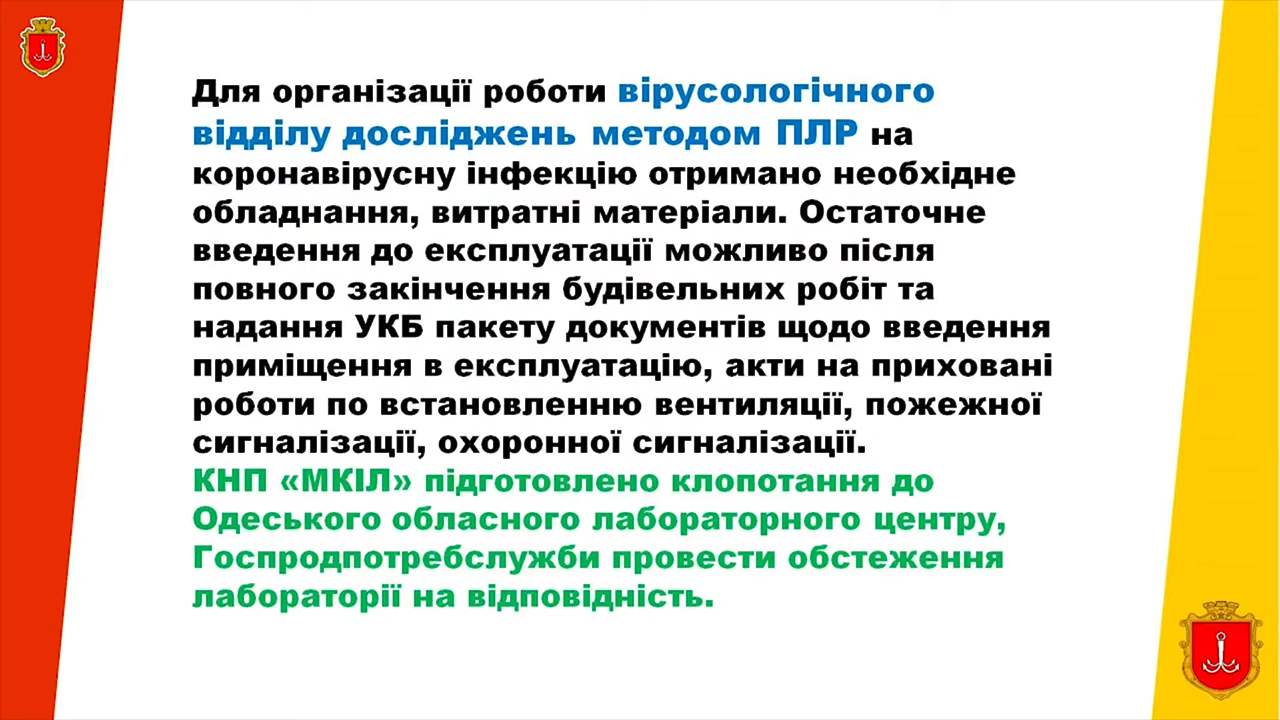 Для організації роботи вірусологічного
відділу досліджень методом ПЛР на
коронавірусну інфекцію отримано необхідне
обладнання, витратні матеріали. Остаточне
введення до експлуатації можливо після
повного закінчення будівельних робіт та
надання УКБ пакету документів щодо введення
приміщення в експлуатацію, акти на приховані
роботи по встановленню вентиляції, пожежної
сигналізації, охоронної сигналізації.
КНП «МКІЛ» підготовлено клопотання до
Одеського обласного лабораторного центру,
Госпродпотребслужби провести обстеження
лабораторії на відповідність.